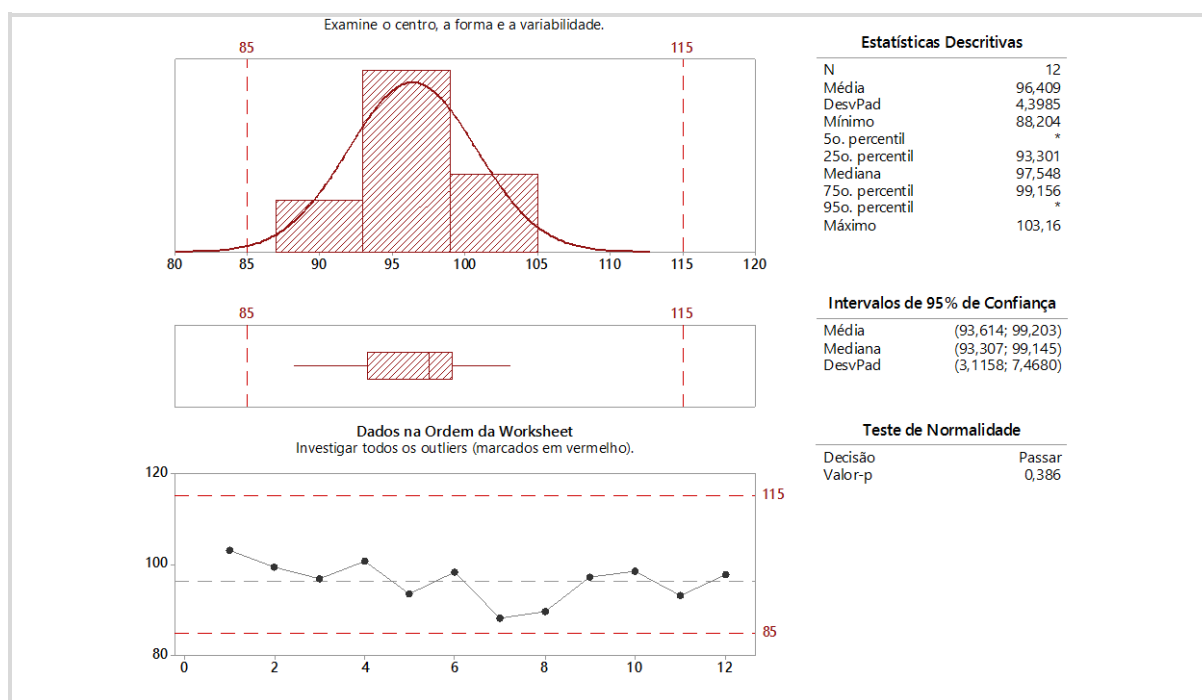 Examine o centro, a forma e a variabilidade.
85 115
80 85 90 95 100 105 110 115 120
85 115
Dados na Ordem da Worksheet
Investigar todos os outliers (marcados em vermelho).
120
115
100
85
80
0 2 4 6 8 10 12
Estatísticas Descritivas
N 12
Média 96,409
DesvPad 4,3985
Mínimo 88,204
5o. percentil *
25o. percentil 93,301
Mediana 97,548
75o. percentil 99,156
95o. percentil *
Máximo 103,16
Intervalos de 95% de Confiança
Média (93,614; 99,203)
Mediana (93,307; 99,145)
DesvPad (3,1158; 7,4680)
Teste de Normalidade
Decisão Passar
Valor-p 0,386